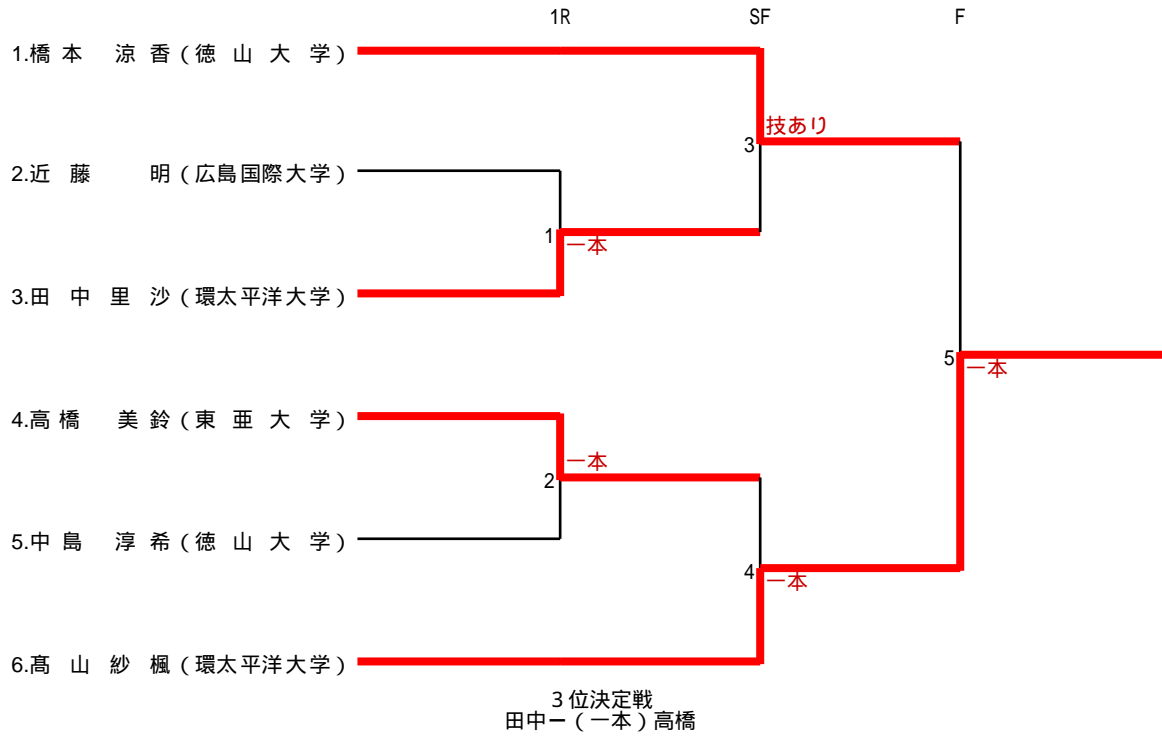 1R SF F
1.橋本 涼香(徳山大学)
技あり
3
2.近藤 明(広島国際大学)
1
一本
3.田中里沙(環太平洋大学)
5
一本
4.高橋 美鈴(東亜大学)
一本
2
5.中島 淳希(徳山大学)
4
一本
6.髙山紗楓(環太平洋大学)
3位決定戦
田中ー(一本)高橋